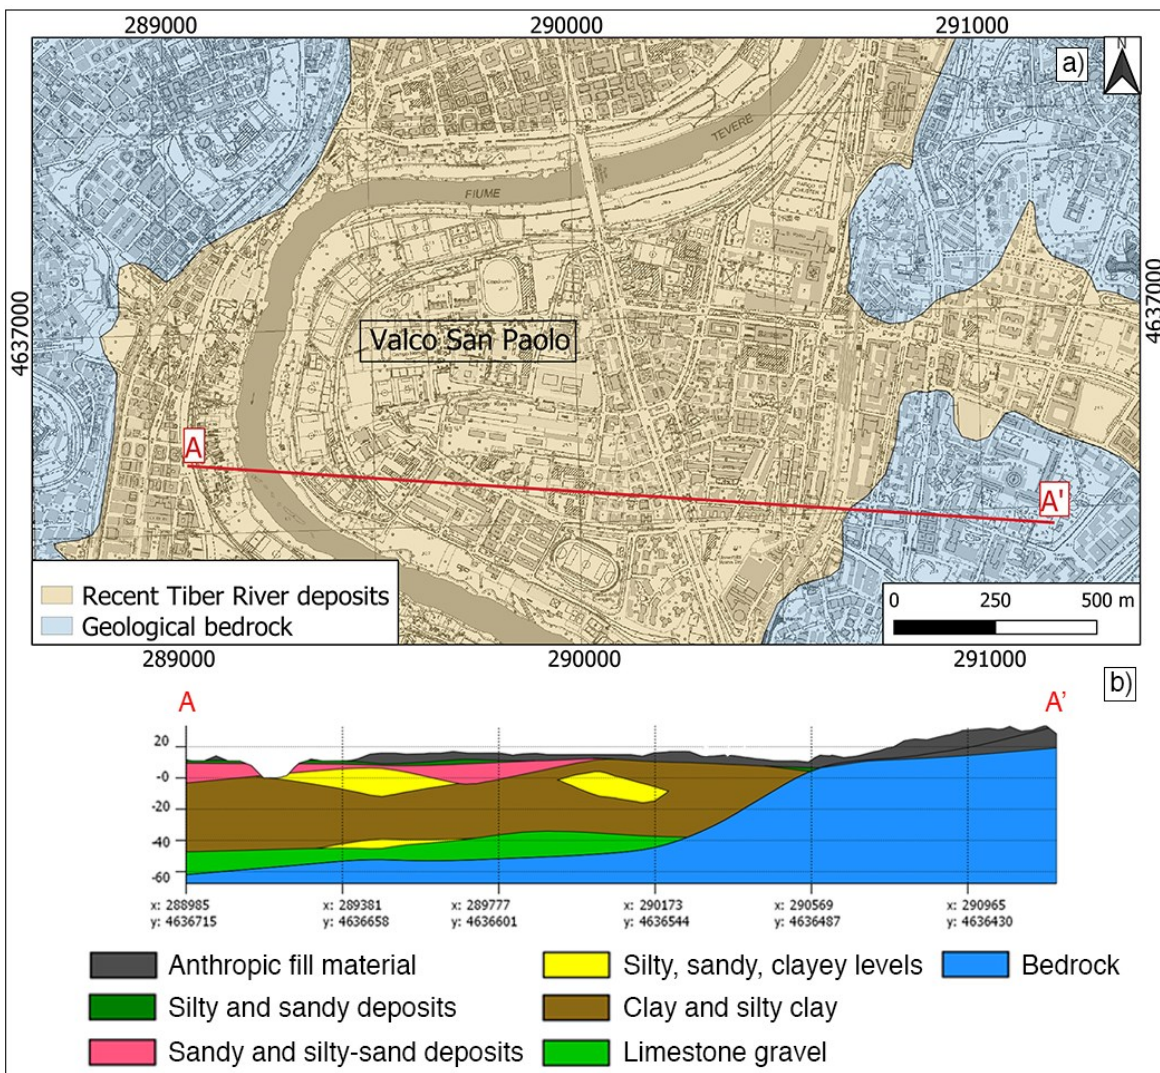 289000 290000 291000
N
a)
TEVERE
FIUME
4637000
4637000
Valco San Paolo
A
A'
Recent Tiber River deposits
Geological bedrock
0 250 500 m
289000 290000 291000
b)
A A'
20
-0
-20
-40
-60
x: 288985 x: 289381 x: 289777 x: 290173 x: 290569 x: 290965
y: 4636715 y: 4636658 y: 4636601 y: 4636544 y: 4636487 y: 4636430
Anthropic fill material Silty, sandy, clayey levels Bedrock
Silty and sandy deposits Clay and silty clay
Sandy and silty-sand deposits Limestone gravel